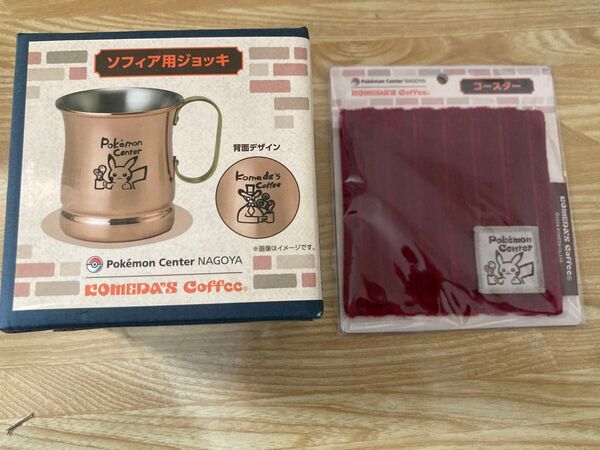 ソフィア用ジョッキ
Pokémon
Center
背面デザイン
Komeda's
Coffee
※画像はイメージです。
Pokémon Center NAGOYA
KOMEDA'S Coffee®
Pokémon Center NAGOYA
KOMEDA'S Coffee®
コースター
Pokémon
Center
KOMEDA'S Coffee®